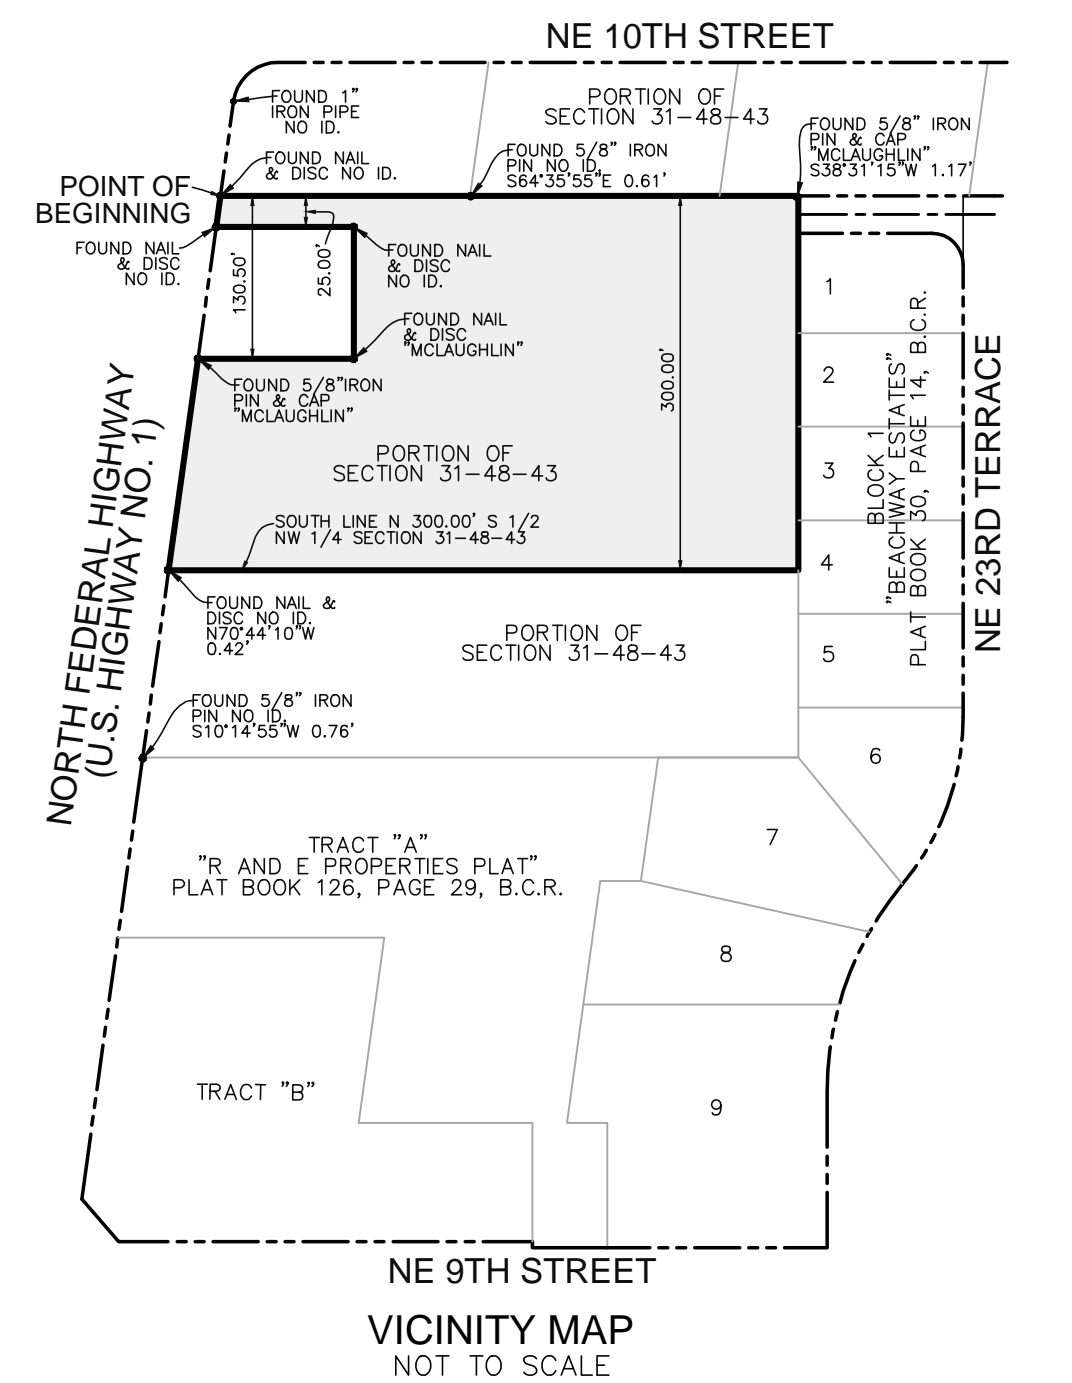 NE 10TH STREET
FOUND 1"
IRON PIPE
NO ID.
PORTION OF
SECTION 31-48-43
FOUND 5/8" IRON
PIN & CAP
"MCLAUGHLIN"
S38°31'15"W 1.17'
FOUND NAIL
& DISC NO ID.
FOUND 5/8" IRON
PIN NO ID.
S64°35'55"E 0.61'
POINT OF
BEGINNING
FOUND NAIL
& DISC
NO ID.
130.50'
25.00'
FOUND NAIL
& DISC
NO ID.
FOUND NAIL
& DISC
"MCLAUGHLIN"
300.00'
FOUND 5/8"IRON
PIN & CAP
"MCLAUGHLIN"
PORTION OF
SECTION 31-48-43
SOUTH LINE N 300.00' S 1/2
NW 1/4 SECTION 31-48-43
1
2
3
4
5
6
7
8
9
BLOCK 1
"BEACHWAY ESTATES"
PLAT BOOK 30, PAGE 14, B.C.R.
NE 23RD TERRACE
NORTH FEDERAL HIGHWAY
(U.S. HIGHWAY NO. 1)
FOUND NAIL &
DISC NO ID.
N70°44'10"W
0.42'
PORTION OF
SECTION 31-48-43
FOUND 5/8" IRON
PIN NO ID.
S10°14'55"W 0.76'
TRACT "A"
"R AND E PROPERTIES PLAT"
PLAT BOOK 126, PAGE 29, B.C.R.
TRACT "B"
NE 9TH STREET
VICINITY MAP
NOT TO SCALE